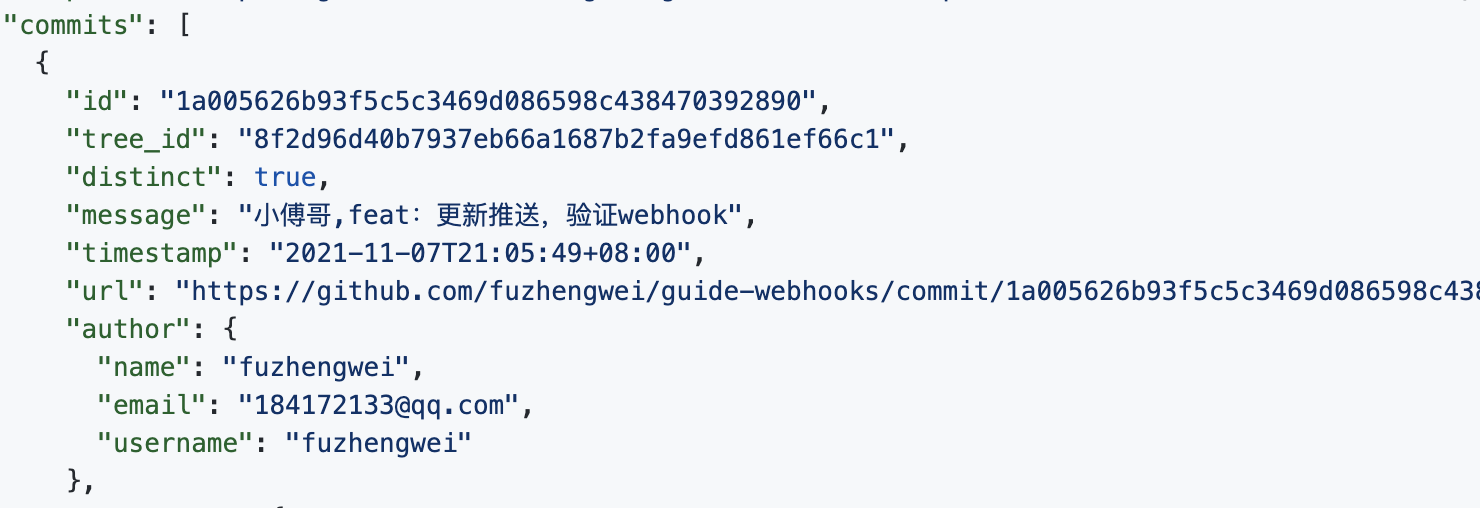 "commits": [
{
"id": "1a005626b93f5c5c3469d086598c438470392890",
"tree_id": "8f2d96d40b7937eb66a1687b2fa9efd861ef66c1",
"distinct": true,
"message": "小傅哥,feat：更新推送，验证webhook",
"timestamp": "2021-11-07T21:05:49+08:00",
"url": "https://github.com/fuzhengwei/guide-webhooks/commit/1a005626b93f5c5c3469d086598c438
"author": {
"name": "fuzhengwei",
"email": "184172133@qq.com",
"username": "fuzhengwei"
},